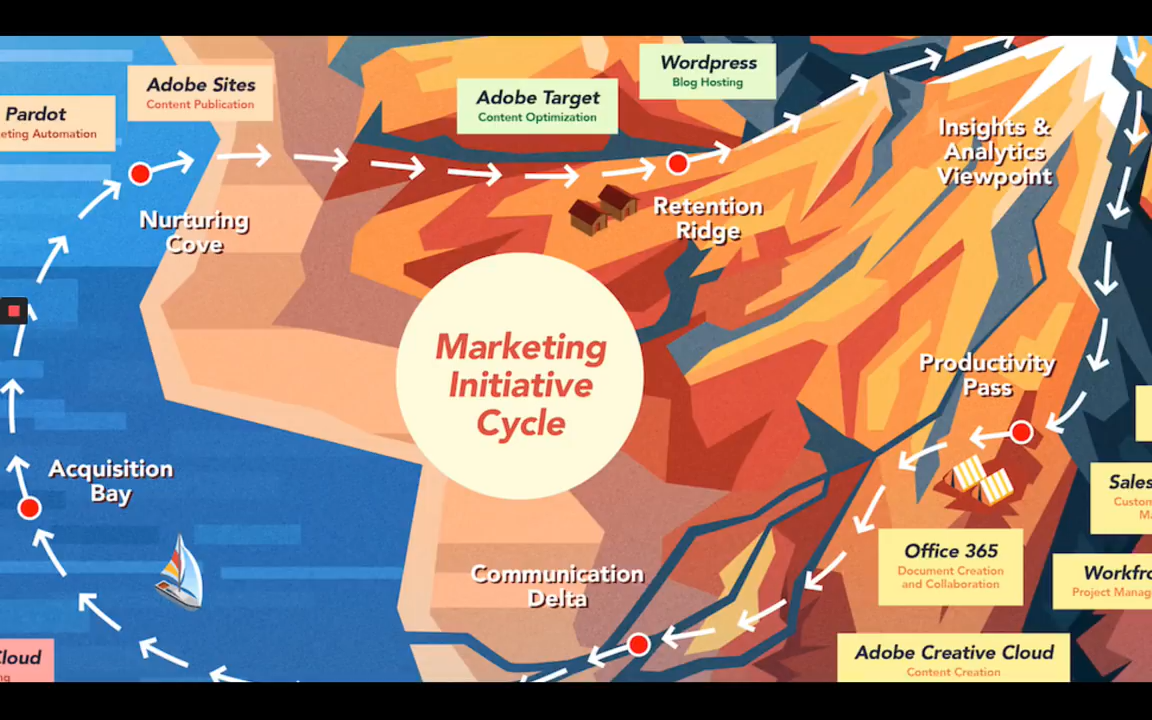 Wordpress
Blog Hosting
Adobe Sites
Content Publication
Adobe Target
Content Optimization
Pardot
eting Automation
Insights &
Analytics
Viewpoint
Nurturing
Cove
Retention
Ridge
Marketing
Initiative
Cycle
Productivity
Pass
Acquisition
Bay
Sales
Custom
Ma
Office 365
Document Creation
and Collaboration
Communication
Delta
Workfro
Project Manag
Adobe Creative Cloud
Content Creation
Cloud
ng